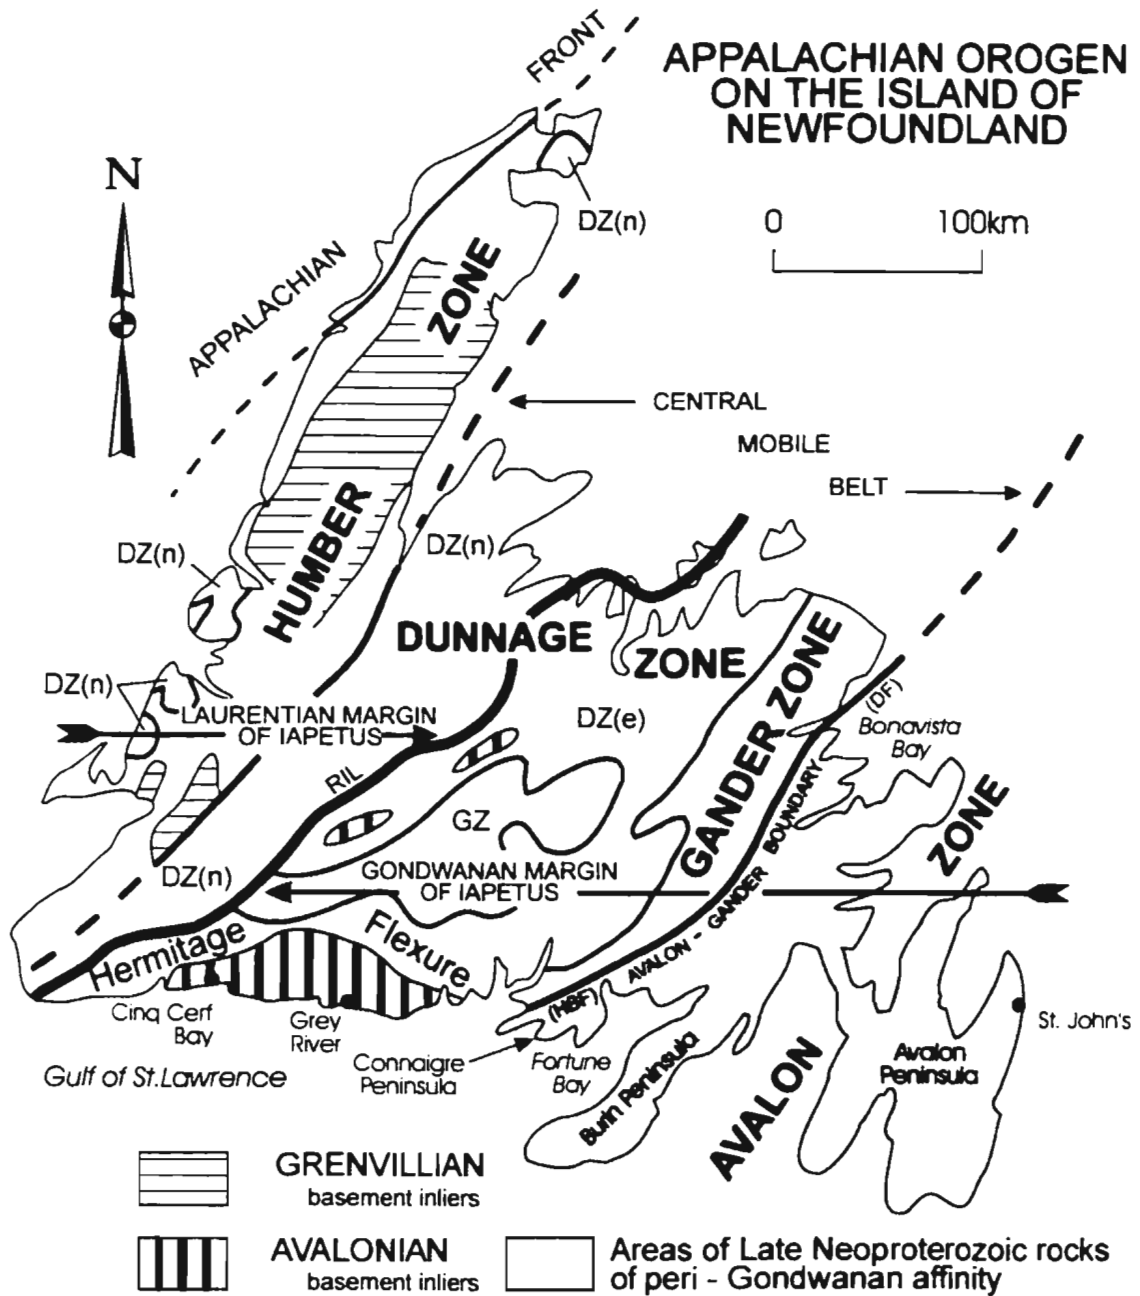 APPALACHIAN OROGEN
ON THE ISLAND OF
NEWFOUNDLAND
FRONT
N
0 100km
DZ(n)
APPALACHIAN
ZONE
CENTRAL
MOBILE
BELT
HUMBER
DZ(n)
DZ(n)
DUNNAGE
ZONE
GANDER ZONE
DZ(n)
LAURENTIAN MARGIN
OF IAPETUS
DZ(e)
(DF)
Bonavista
Bay
RIL
GZ
AVALON - GANDER BOUNDARY
ZONE
DZ(n)
GONDWANAN MARGIN
OF IAPETUS
Hermitage
Flexure
(HBF)
Cinq Cerf
Bay
Grey
River
Connaigre
Peninsula
Fortune
Bay
Burin Peninsula
AVALON
Avalon
Peninsula
St. John's
Gulf of St.Lawrence
GRENVILLIAN
basement inliers
AVALONIAN
basement inliers
Areas of Late Neoproterozoic rocks
of peri - Gondwanan affinity